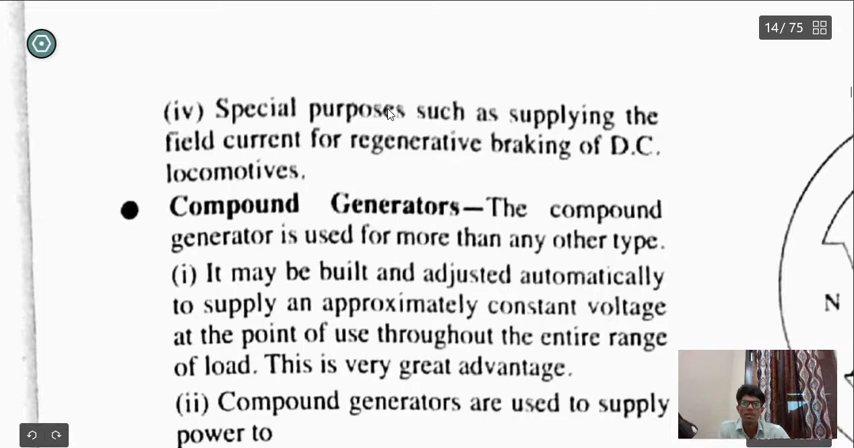 14 / 75
(iv) Special purposes such as supplying the
field current for regenerative braking of D.C.
locomotives.
● Compound Generators—The compound
generator is used for more than any other type.
(i) It may be built and adjusted automatically
to supply an approximately constant voltage
at the point of use throughout the entire range
of load. This is very great advantage.
N
(ii) Compound generators are used to supply
power to